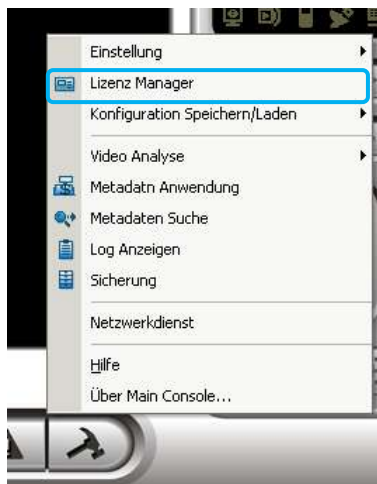 Einstellung
Lizenz Manager
Konfiguration Speichern/Laden
Video Analyse
Metadatn Anwendung
Metadaten Suche
Log Anzeigen
Sicherung
Netzwerkdienst
Hilfe
Über Main Console...